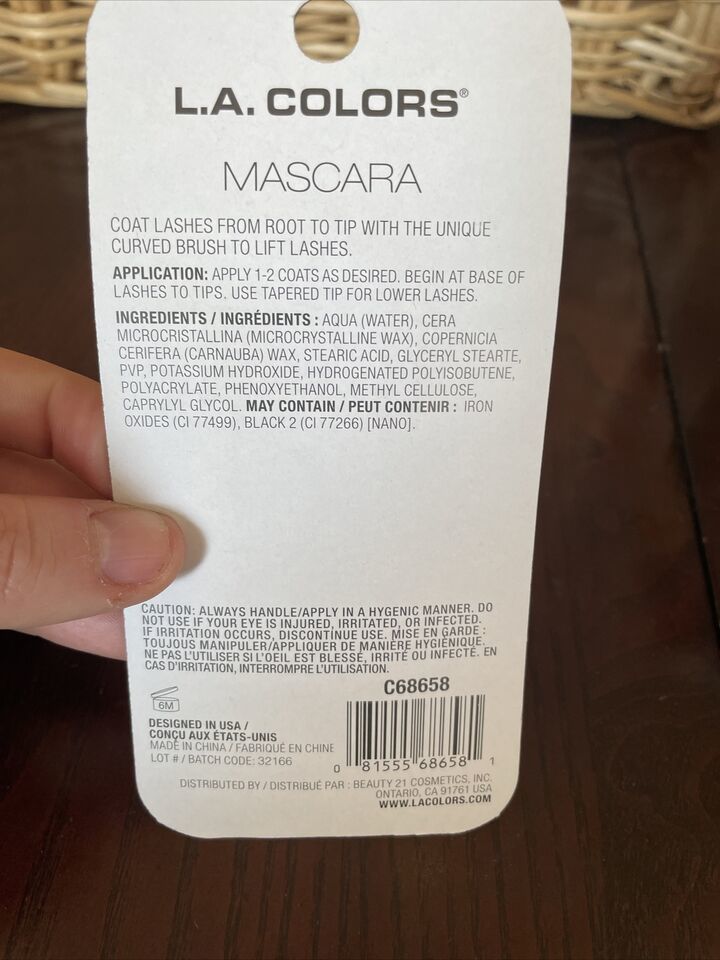 L.A. COLORS®
MASCARA
COAT LASHES FROM ROOT TO TIP WITH THE UNIQUE
CURVED BRUSH TO LIFT LASHES.
APPLICATION: APPLY 1-2 COATS AS DESIRED. BEGIN AT BASE OF
LASHES TO TIPS. USE TAPERED TIP FOR LOWER LASHES.
INGREDIENTS / INGRÉDIENTS : AQUA (WATER), CERA
MICROCRISTALLINA (MICROCRYSTALLINE WAX), COPERNICIA
CERIFERA (CARNAUBA) WAX, STEARIC ACID, GLYCERYL STEARTE,
PVP, POTASSIUM HYDROXIDE, HYDROGENATED POLYISOBUTENE,
POLYACRYLATE, PHENOXYETHANOL, METHYL CELLULOSE,
CAPRYLYL GLYCOL. MAY CONTAIN / PEUT CONTENIR : IRON
OXIDES (CI 77499), BLACK 2 (CI 77266) [NANO].
CAUTION: ALWAYS HANDLE/APPLY IN A HYGENIC MANNER. DO
NOT USE IF YOUR EYE IS INJURED, IRRITATED, OR INFECTED.
IF IRRITATION OCCURS, DISCONTINUE USE. MISE EN GARDE :
TOUJOURS MANIPULER/APPLIQUER DE MANIÈRE HYGIÉNIQUE.
NE PAS L'UTILISER SI L'OEIL EST BLESSÉ, IRRITÉ OU INFECTÉ. EN
CAS D'IRRITATION, INTERROMPRE L'UTILISATION.
C68658
6M
DESIGNED IN USA /
CONÇU AUX ÉTATS-UNIS
MADE IN CHINA / FABRIQUÉ EN CHINE
LOT # / BATCH CODE: 32166
0 81555 68658 1
DISTRIBUTED BY / DISTRIBUÉ PAR : BEAUTY 21 COSMETICS, INC.
ONTARIO, CA 91761 USA
WWW.LACOLORS.COM